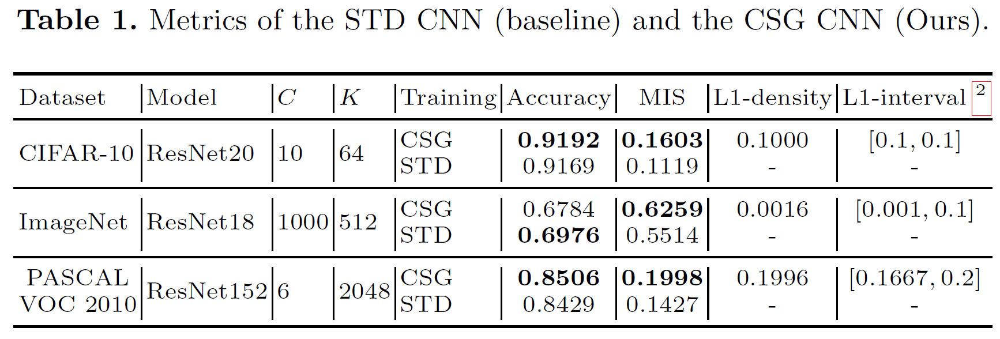 Table 1. Metrics of the STD CNN (baseline) and the CSG CNN (Ours).
Dataset Model C K Training Accuracy MIS L1-density L1-interval 2
CIFAR-10 ResNet20 10 64 CSG 0.9192 0.1603 0.1000 [0.1, 0.1]
STD 0.9169 0.1119 - -
ImageNet ResNet18 1000 512 CSG 0.6784 0.6259 0.0016 [0.001, 0.1]
STD 0.6976 0.5514 - -
PASCAL VOC 2010 ResNet152 6 2048 CSG 0.8506 0.1998 0.1996 [0.1667, 0.2]
STD 0.8429 0.1427 - -